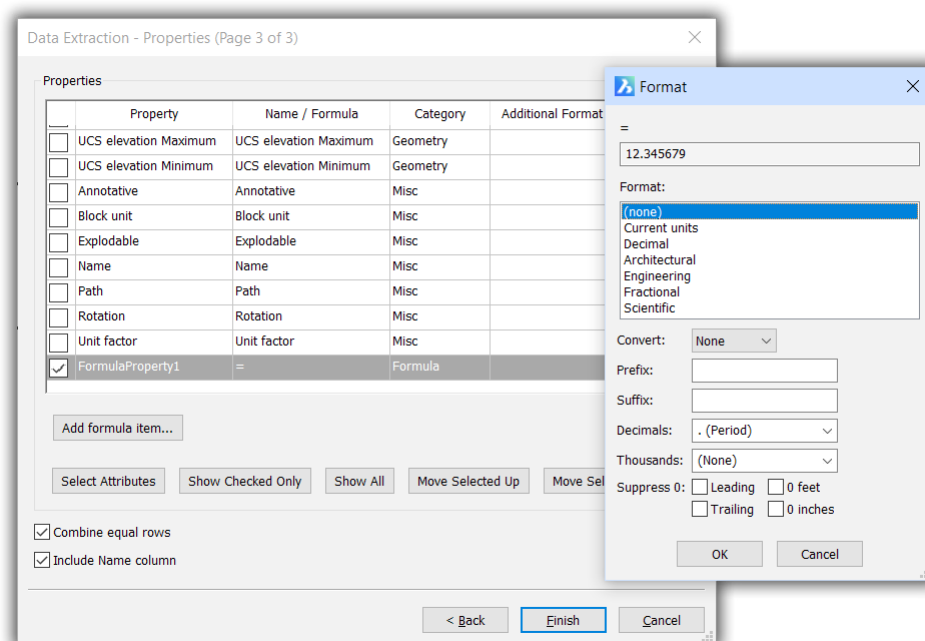 Data Extraction - Properties (Page 3 of 3)
Properties
Property Name / Formula Category Additional Format
UCS elevation Maximum UCS elevation Maximum Geometry
UCS elevation Minimum UCS elevation Minimum Geometry
Annotative Annotative Misc
Block unit Block unit Misc
Explodable Explodable Misc
Name Name Misc
Path Path Misc
Rotation Rotation Misc
Unit factor Unit factor Misc
FormulaProperty1 = Formula
Add formula item...
Select Attributes Show Checked Only Show All Move Selected Up Move Sel
Combine equal rows
Include Name column
< Back Finish Cancel
Format
=
12.345679
Format:
(none)
Current units
Decimal
Architectural
Engineering
Fractional
Scientific
Convert: None
Prefix:
Suffix:
Decimals: . (Period)
Thousands: (None)
Suppress 0: Leading 0 feet
Trailing 0 inches
OK Cancel